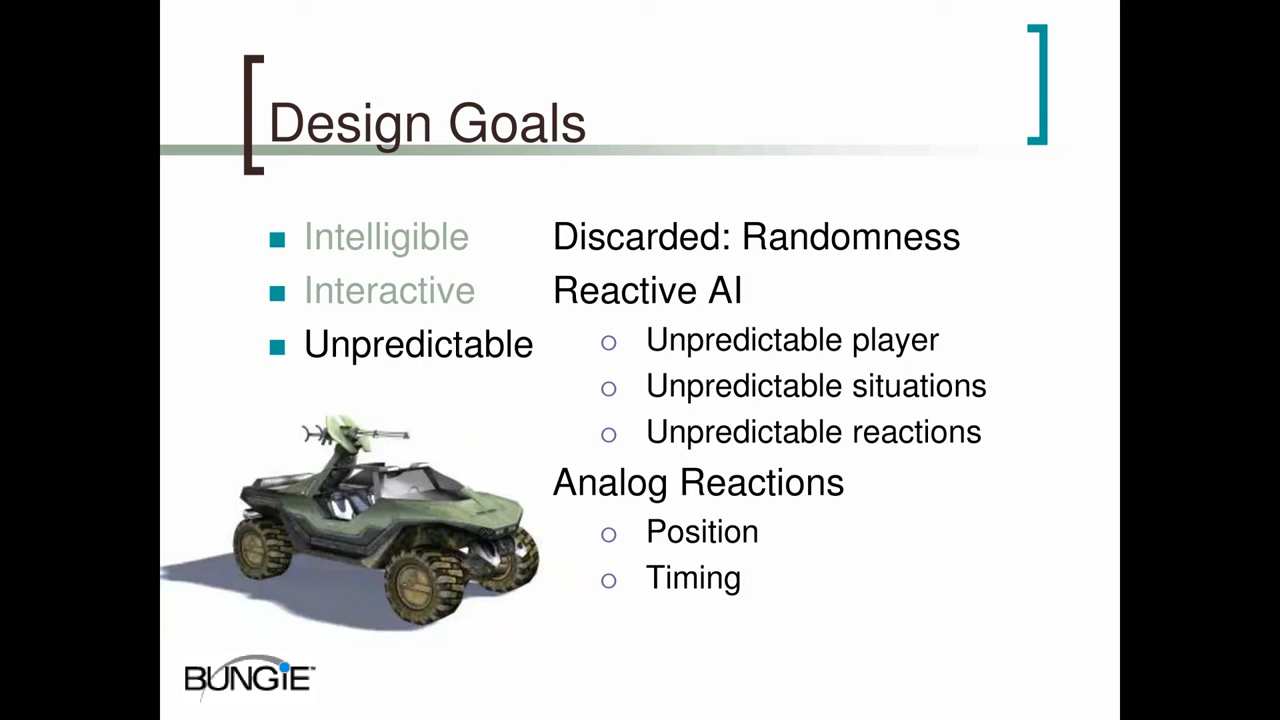 Design Goals
Intelligible
Interactive
Unpredictable
Discarded: Randomness
Reactive AI
Unpredictable player
Unpredictable situations
Unpredictable reactions
Analog Reactions
Position
Timing
BUNGiE™